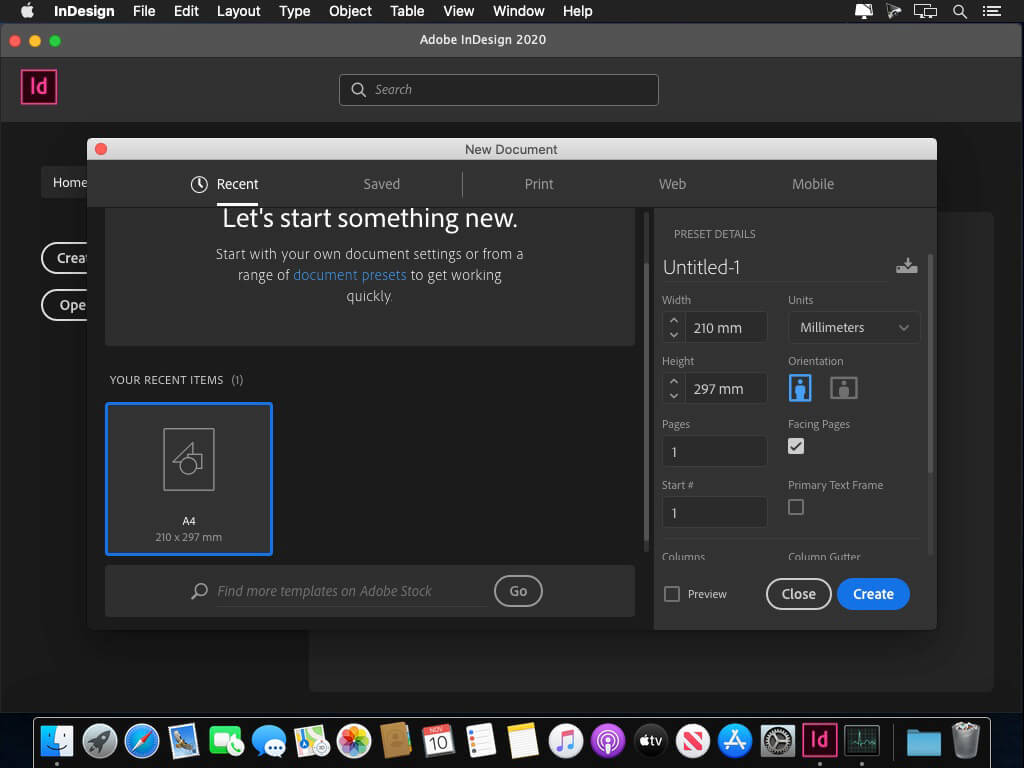 InDesign File Edit Layout Type Object Table View Window Help
Adobe InDesign 2020
Id
Search
New Document
Home
Recent Saved Print Web Mobile
Let's start something new.
Start with your own document settings or from a
range of document presets to get working
quickly.
YOUR RECENT ITEMS (1)
A4
210 x 297 mm
Find more templates on Adobe Stock Go
Crea
Ope
PRESET DETAILS
Untitled-1
Width Units
210 mm Millimeters
Height Orientation
297 mm
Pages Facing Pages
1
Start # Primary Text Frame
1
Columns Column Gutter
Preview Close Create
NOV
10
tv
Id